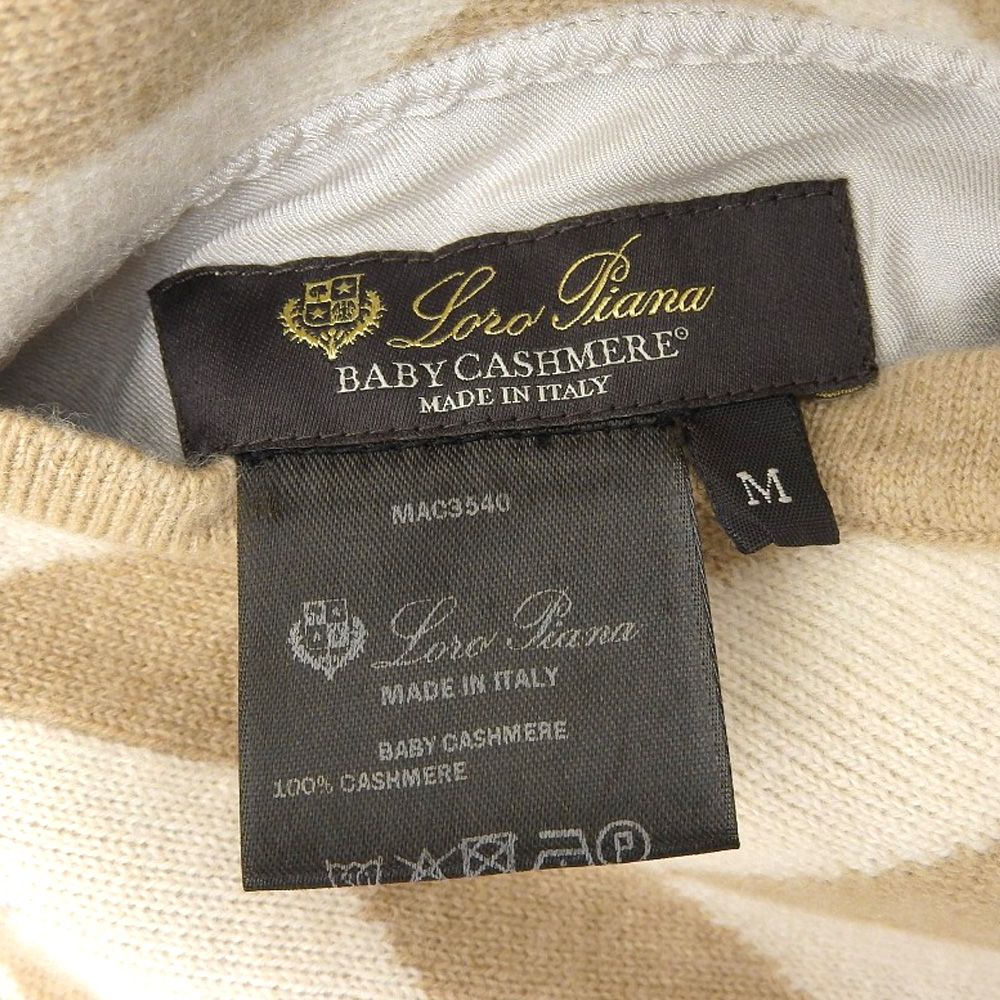 Loro Piana
BABY CASHMERE®
MADE IN ITALY
M
MAC3540
Loro Piana
MADE IN ITALY
BABY CASHMERE
100% CASHMERE
P